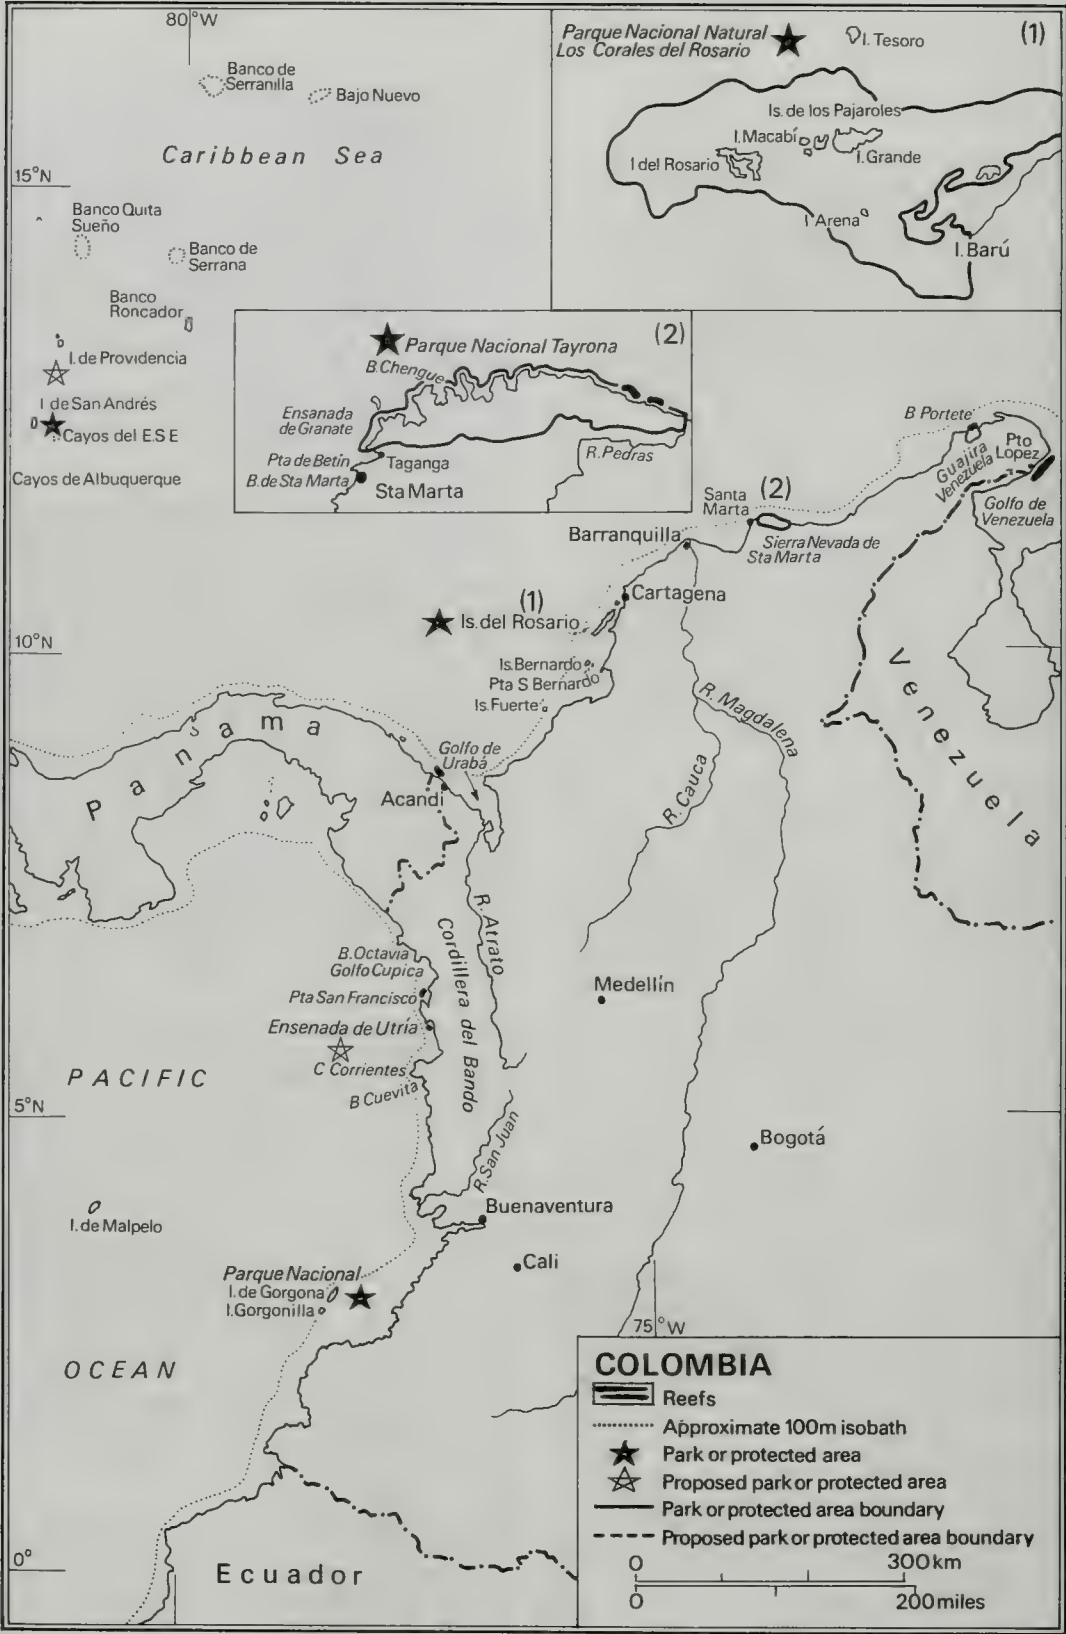 80°W
Banco de
Serranilla
Bajo Nuevo
Caribbean Sea
15°N
Banco Quita
Sueño
Banco de
Serrana
Banco
Roncador
I. de Providencia
I de San Andrés
Cayos del E.S E
Cayos de Albuquerque
Parque Nacional Natural
Los Corales del Rosario
I. Tesoro
(1)
Is. de los Pajaroles
I. Macabí
I. Grande
I del Rosario
I Arena
I. Barú
(2)
Parque Nacional Tayrona
B. Chengue
Ensanada
de Granate
Pta de Betín
Taganga
B. de Sta Marta
Sta Marta
R. Pedras
B Portete
Pto
Lopez
Guajira
Venezuela
Golfo de
Venezuela
Santa
Marta
(2)
Sierra Nevada de
Sta Marta
Barranquilla
Cartagena
(1)
Is. del Rosario
10°N
Is. Bernardo
Pta S Bernardo
Is. Fuerte
Venezuela
R. Magdalena
R. Cauca
Panama
Golfo de
Urabá
Acandi
R. Atrato
Cordillera del Bando
B. Octavia
Golfo Cupica
Pta San Francisco
Ensenada de Utría
C Corrientes
B Cuevita
Medellín
PACIFIC
5°N
R. San Juan
Bogotá
Buenaventura
I. de Malpelo
Cali
Parque Nacional
I. de Gorgona
I. Gorgonilla
75°W
OCEAN
0°
Ecuador
COLOMBIA
Reefs
Approximate 100m isobath
Park or protected area
Proposed park or protected area
Park or protected area boundary
Proposed park or protected area boundary
0 300 km
0 200 miles